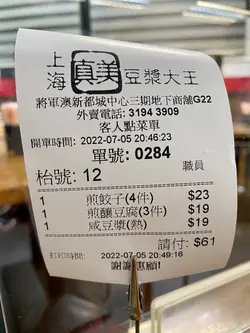 上海真美豆漿大王
將軍澳新都城中心三期地下商舖G22
外賣電話: 3194 3909
客人點菜單
開單時間: 2022-07-05 20:46:23
單號: 0284
枱號: 12 職員
1 煎餃子(4件) $23
1 煎釀豆腐(3件) $19
1 咸豆漿(熱) $19
請付: $61
打印時間: 2022-07-05 20:49:16
謝謝惠顧